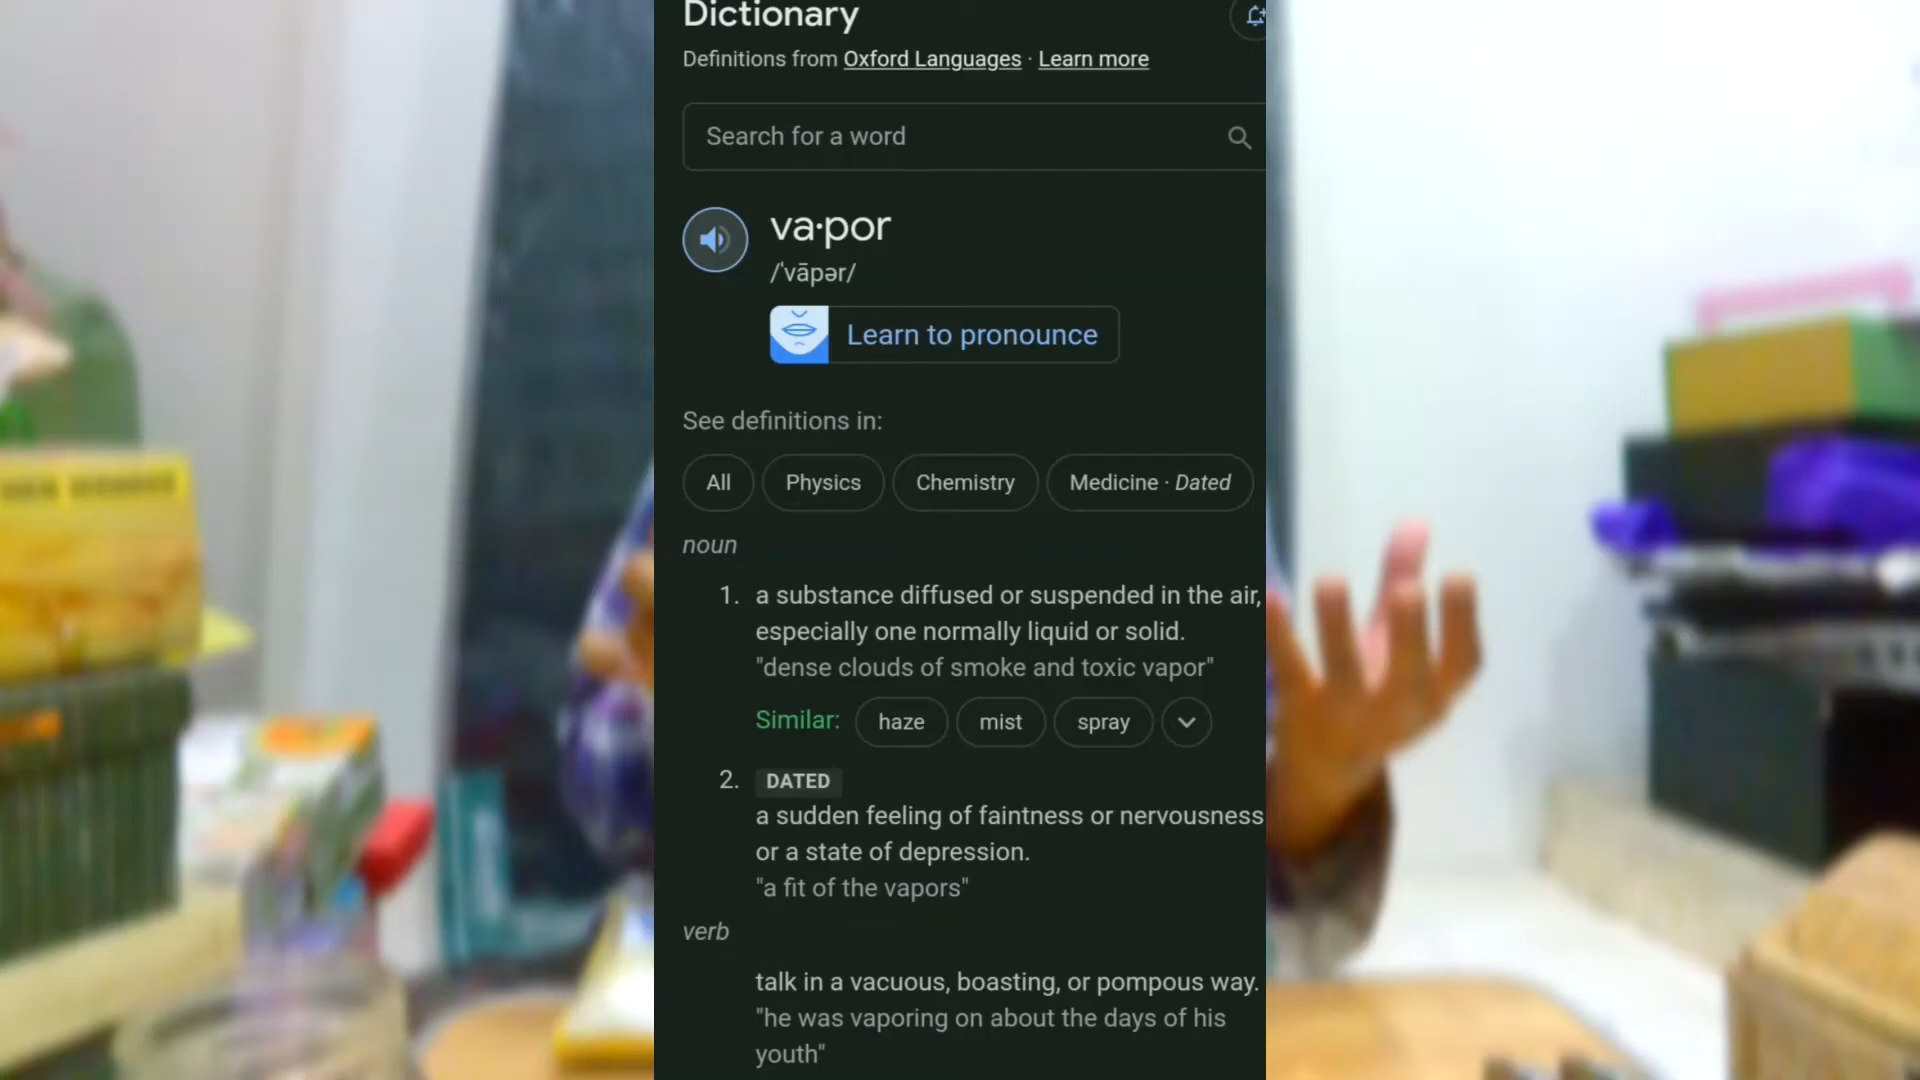 Dictionary
Definitions from Oxford Languages · Learn more
Search for a word
va·por
/ˈvāpər/
Learn to pronounce
See definitions in:
All Physics Chemistry Medicine · Dated
noun
1. a substance diffused or suspended in the air,
especially one normally liquid or solid.
"dense clouds of smoke and toxic vapor"
Similar: haze mist spray
2. DATED
a sudden feeling of faintness or nervousness
or a state of depression.
"a fit of the vapors"
verb
talk in a vacuous, boasting, or pompous way.
"he was vaporing on about the days of his
youth"